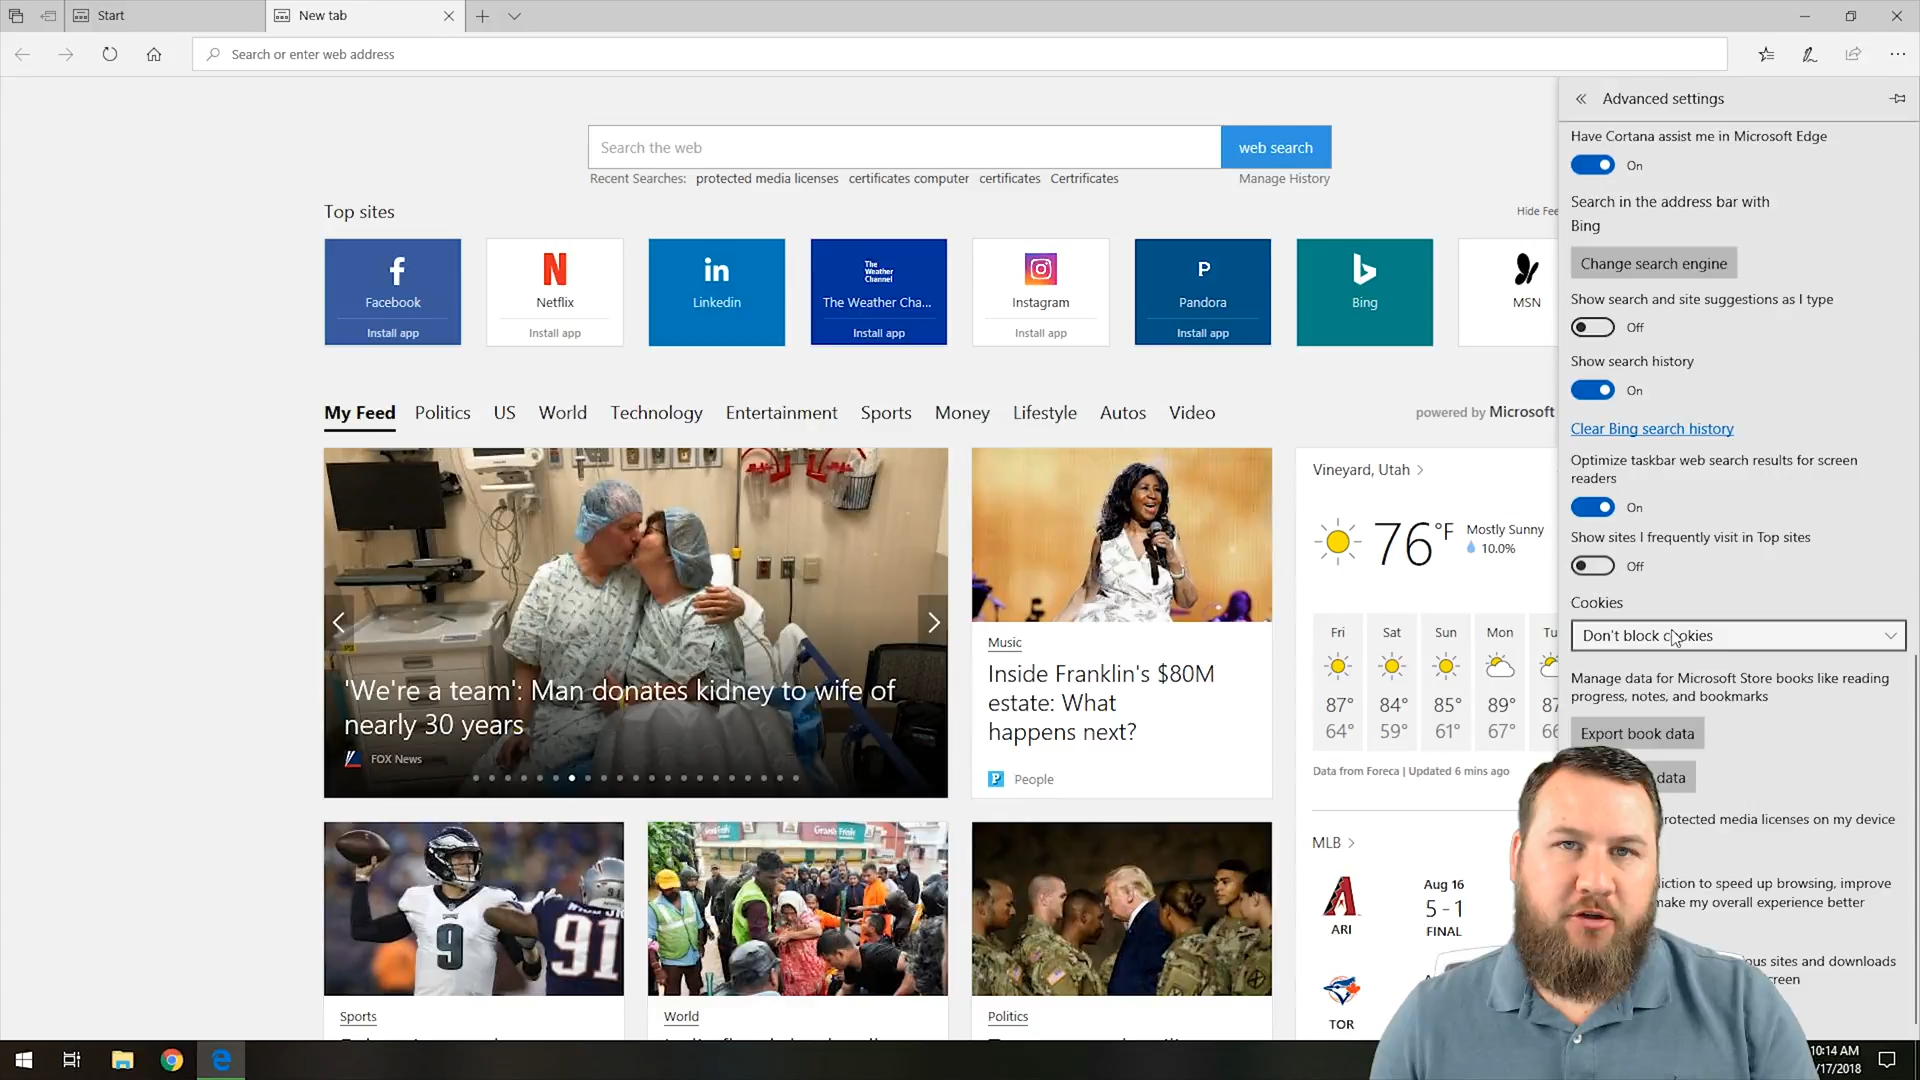 Start
New tab
Search or enter web address
Advanced settings
Have Cortana assist me in Microsoft Edge
On
Search in the address bar with
Bing
Change search engine
Show search and site suggestions as I type
Off
Show search history
On
Clear Bing search history
Optimize taskbar web search results for screen
readers
On
Show sites I frequently visit in Top sites
Off
Cookies
Don't block cookies
Manage data for Microsoft Store books like reading
progress, notes, and bookmarks
Export book data
data
rotected media licenses on my device
iction to speed up browsing, improve
make my overall experience better
ous sites and downloads
creen
Search the web
web search
Recent Searches: protected media licenses certificates computer certificates Certrificates
Manage History
Top sites
Hide Fee
f
Facebook
Install app
N
Netflix
Install app
in
Linkedin
The
Weather
Channel
The Weather Cha...
Install app
Instagram
Install app
P
Pandora
Install app
Bing
MSN
My Feed Politics US World Technology Entertainment Sports Money Lifestyle Autos Video
powered by Microsoft
'We're a team': Man donates kidney to wife of
nearly 30 years
FOX News
Music
Inside Franklin's $80M
estate: What
happens next?
P People
Vineyard, Utah
76 °F
Mostly Sunny
10.0%
Fri Sat Sun Mon Tu
87° 84° 85° 89° 87
64° 59° 61° 67° 66
Data from Foreca | Updated 6 mins ago
MLB
ARI
Aug 16
5 - 1
FINAL
TOR
9
91
Sports
World
Politics
10:14 AM
/17/2018